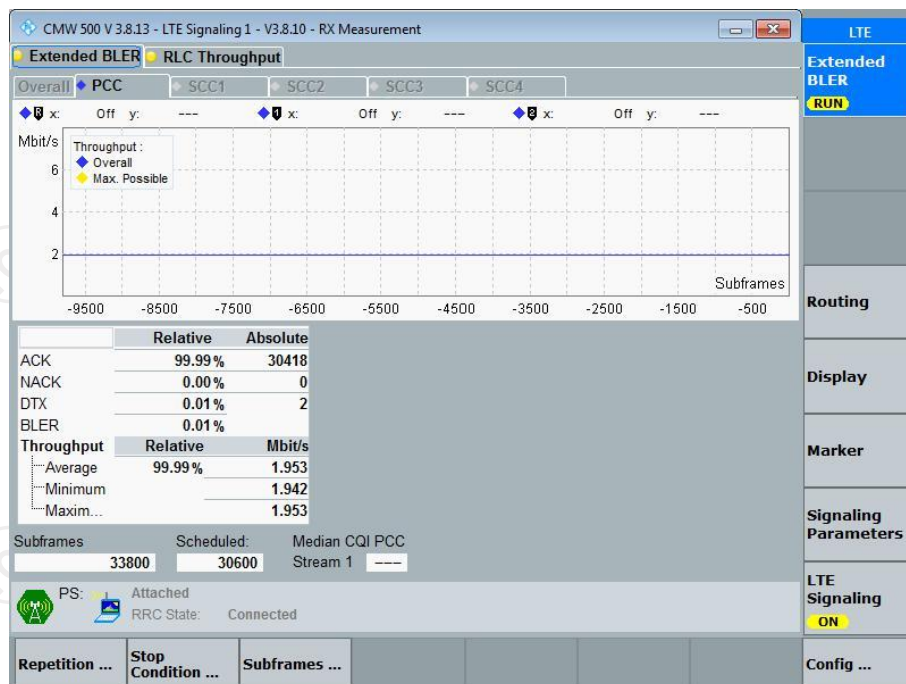 CMW 500 V 3.8.13 - LTE Signaling 1 - V3.8.10 - RX Measurement
LTE
Extended BLER RLC Throughput
Extended BLER
RUN
Overall PCC SCC1 SCC2 SCC3 SCC4
R x: Off y: --- 1 x: Off y: --- 2 x: Off y: ---
Mbit/s
Throughput :
Overall
Max. Possible
6
4
2
Subframes
-9500 -8500 -7500 -6500 -5500 -4500 -3500 -2500 -1500 -500
Relative Absolute
ACK 99.99 % 30418
NACK 0.00 % 0
DTX 0.01 % 2
BLER 0.01 %
Throughput Relative Mbit/s
Average 99.99 % 1.953
Minimum 1.942
Maxim... 1.953
Subframes Scheduled: Median CQI PCC
33800 30600 Stream 1 ---
PS: Attached
RRC State: Connected
Routing
Display
Marker
Signaling
Parameters
LTE
Signaling
ON
Repetition ... Stop Condition ... Subframes ... Config ...